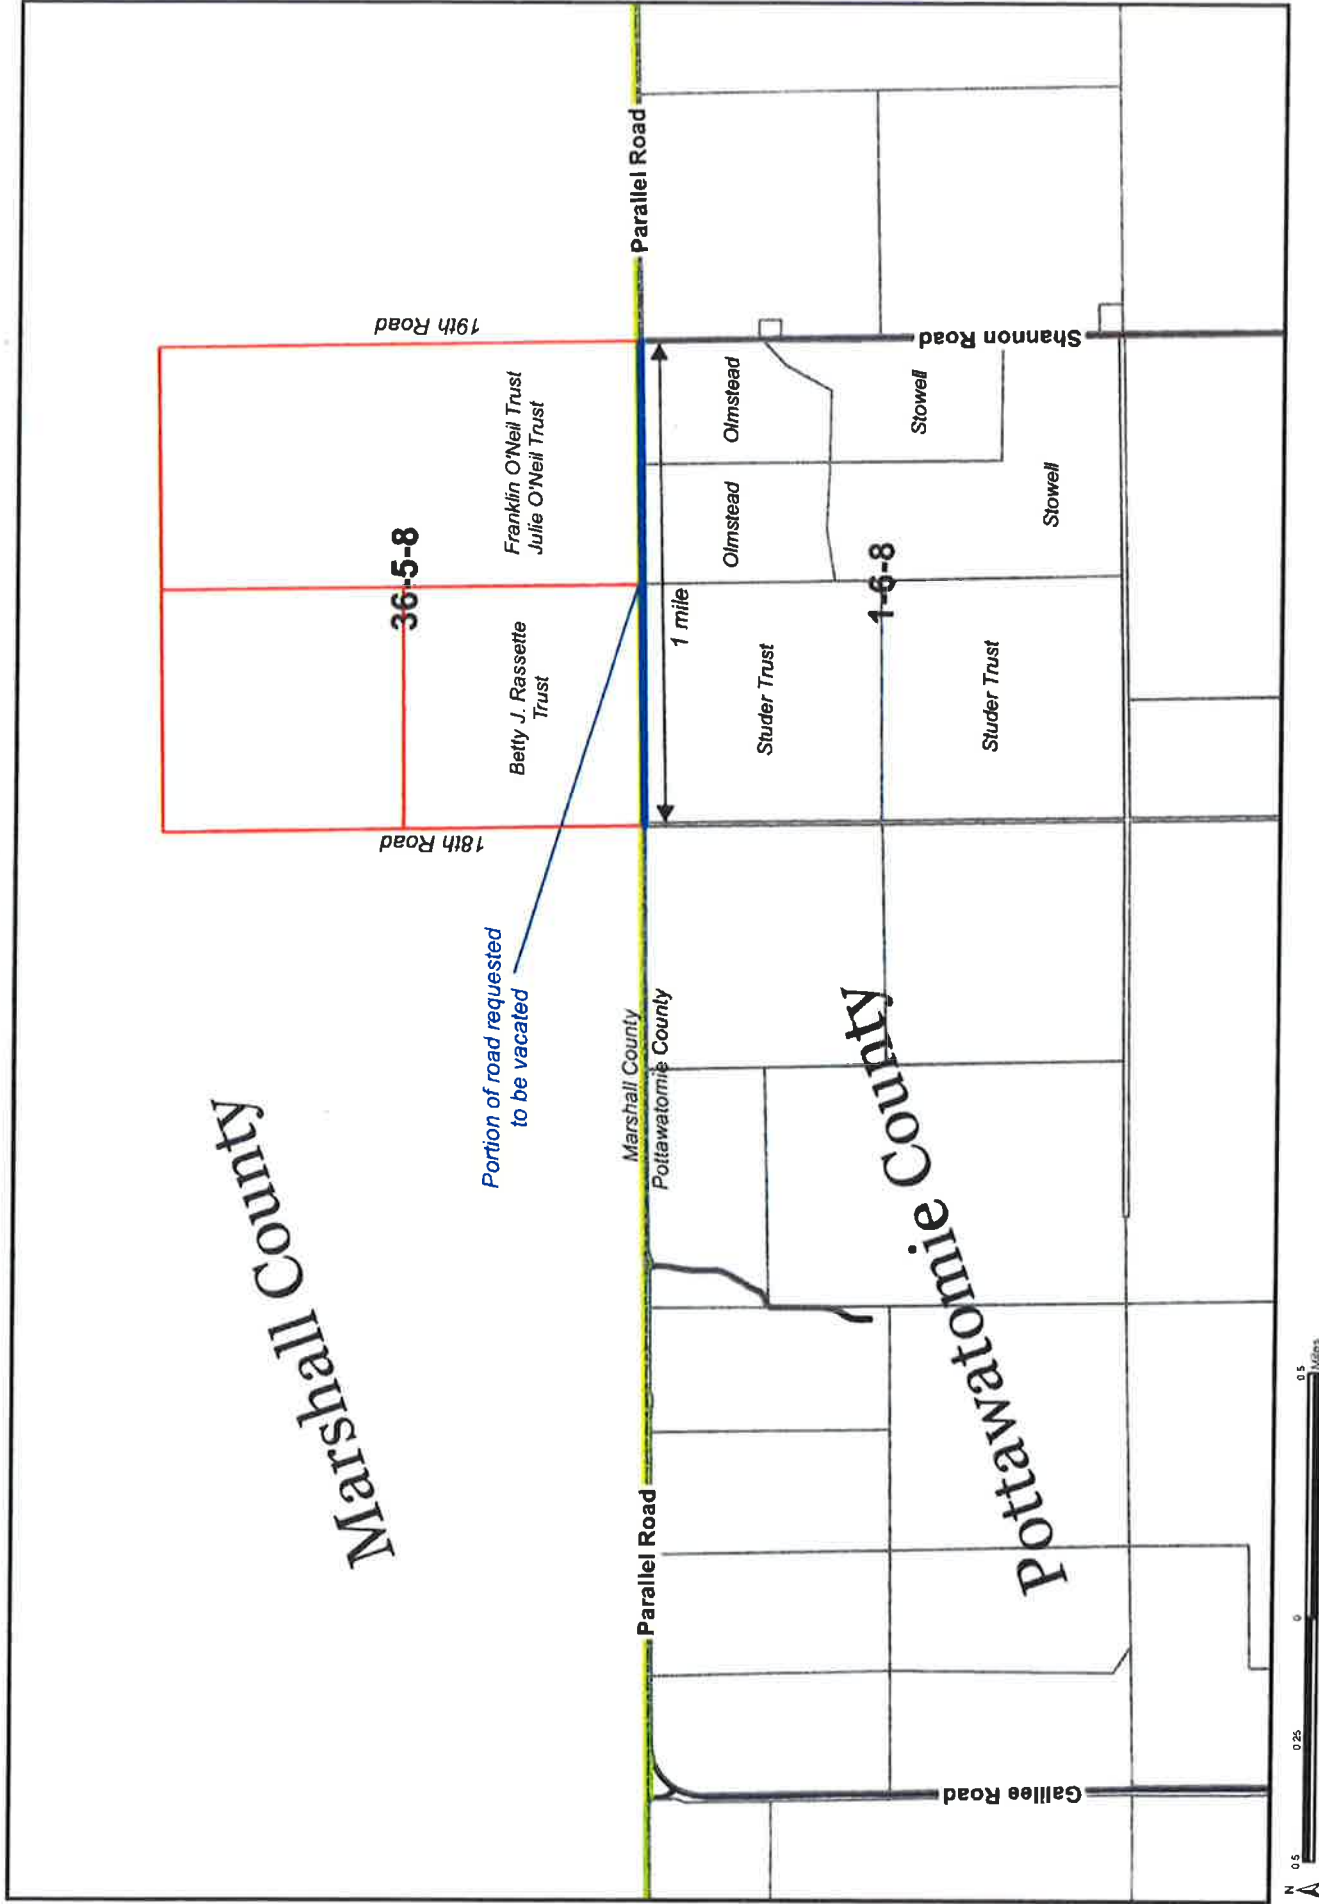 Marshall County
19th Road
36-5-8
Franklin O'Neil Trust
Julie O'Neil Trust
Betty J. Rassette
Trust
18th Road
Portion of road requested
to be vacated
Marshall County
Pottawatomie County
Parallel Road
Parallel Road
1 mile
Olmstead
Olmstead
Studer Trust
Stowell
Shannon Road
1-6-8
Stowell
Studer Trust
Pottawatomie County
Galilee Road
N
0.5
0.25
0
0.5
Miles